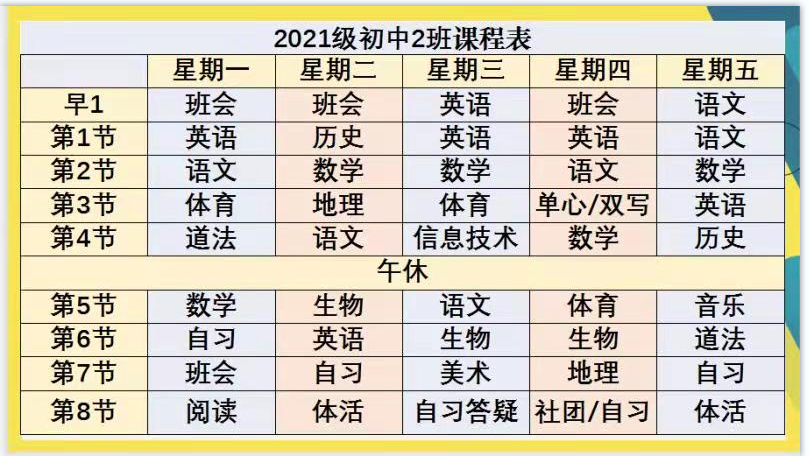 2021级初中2班课程表
星期一 星期二 星期三 星期四 星期五
早1 班会 班会 英语 班会 语文
第1节 英语 历史 英语 英语 语文
第2节 语文 数学 数学 语文 数学
第3节 体育 地理 体育 单心/双写 英语
第4节 道法 语文 信息技术 数学 历史
午休
第5节 数学 生物 语文 体育 音乐
第6节 自习 英语 生物 生物 道法
第7节 班会 自习 美术 地理 自习
第8节 阅读 体活 自习答疑 社团/自习 体活